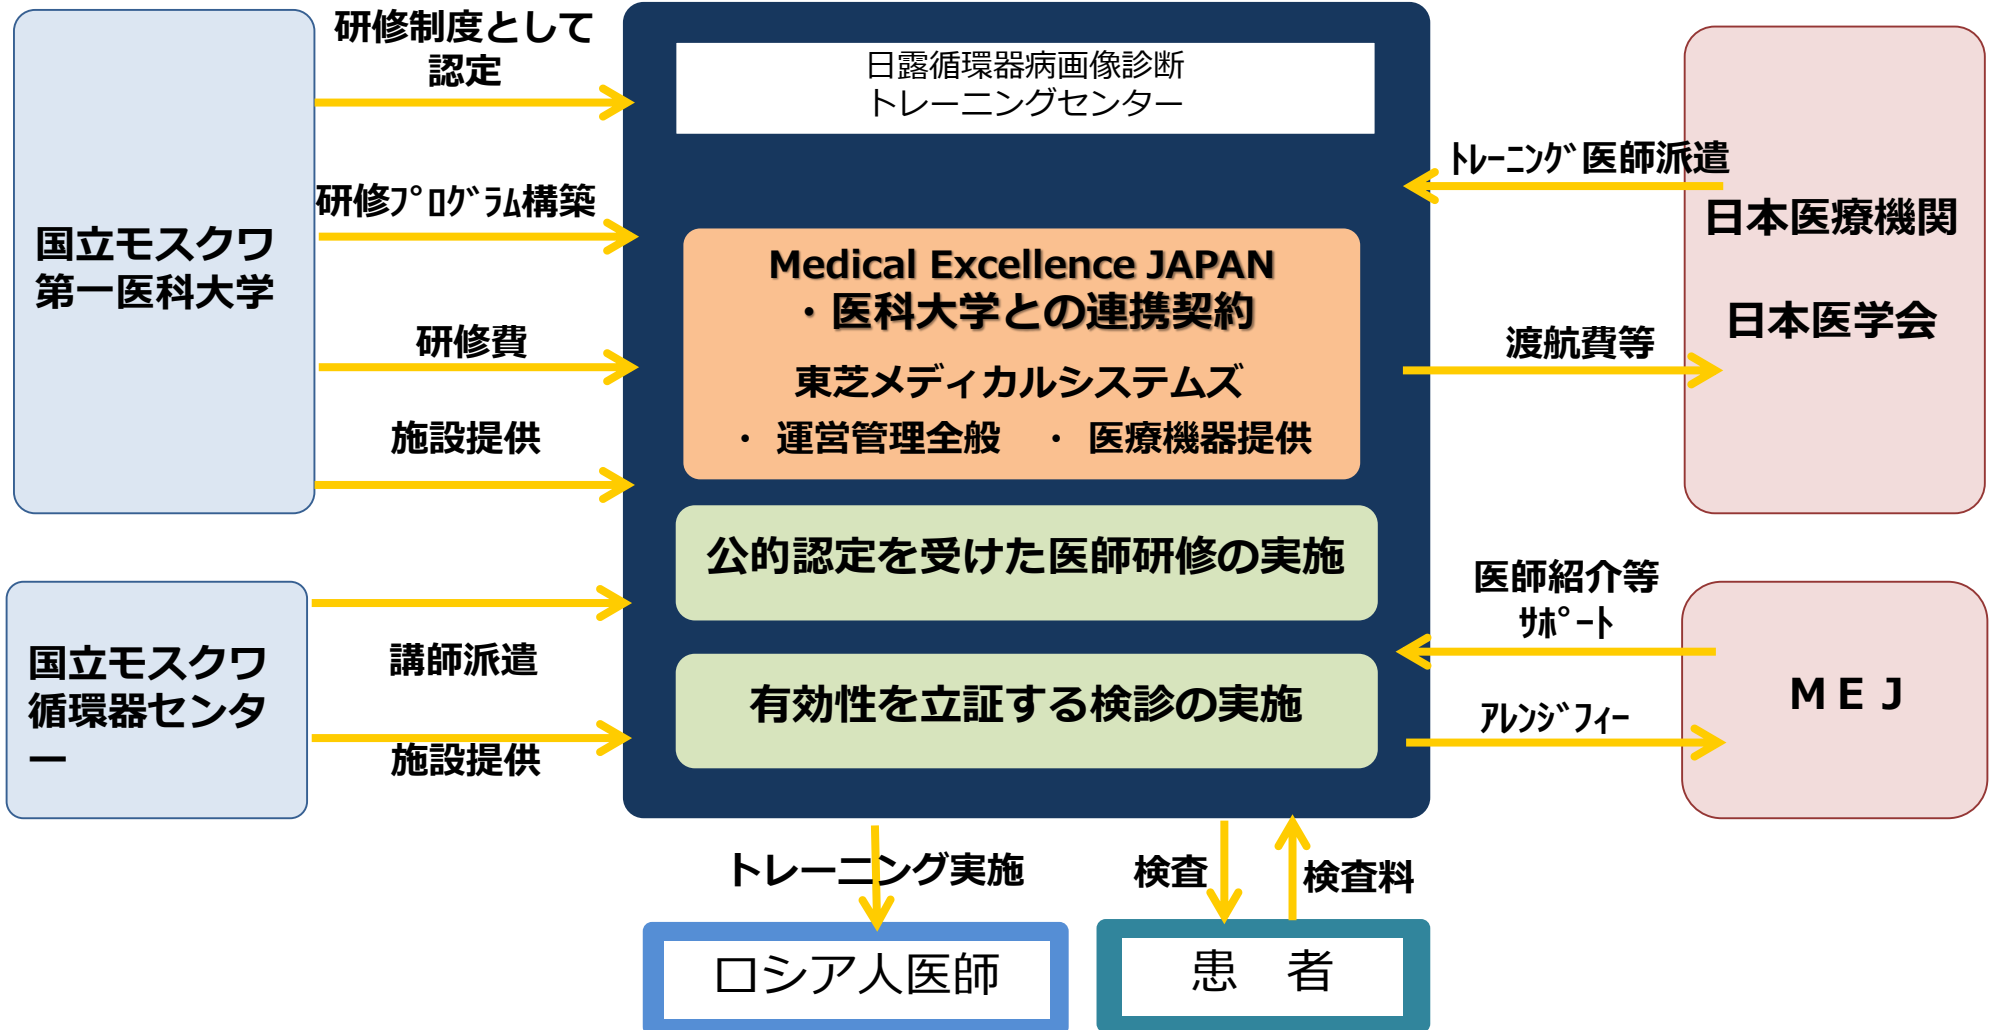 研修制度として
認定
日露循環器病画像診断
トレーニングセンター
ﾄﾚｰﾆﾝｸﾞ医師派遣
研修ﾌﾟﾛｸﾞﾗﾑ構築
国立モスクワ
第一医科大学
日本医療機関
日本医学会
Medical Excellence JAPAN
・医科大学との連携契約
東芝メディカルシステムズ
・ 運営管理全般 ・ 医療機器提供
研修費
渡航費等
施設提供
公的認定を受けた医師研修の実施
医師紹介等
ｻﾎﾟｰﾄ
国立モスクワ
循環器センタ
ー
講師派遣
有効性を立証する検診の実施
ＭＥＪ
ｱﾚﾝｼﾞﾌｨｰ
施設提供
トレーニング実施
検査
検査料
ロシア人医師
患　者